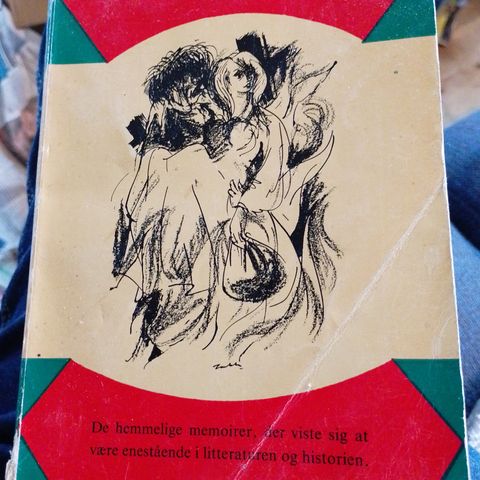 De hemmelige memoirer, der viste sig at
være enestående i litteraturen og historien.